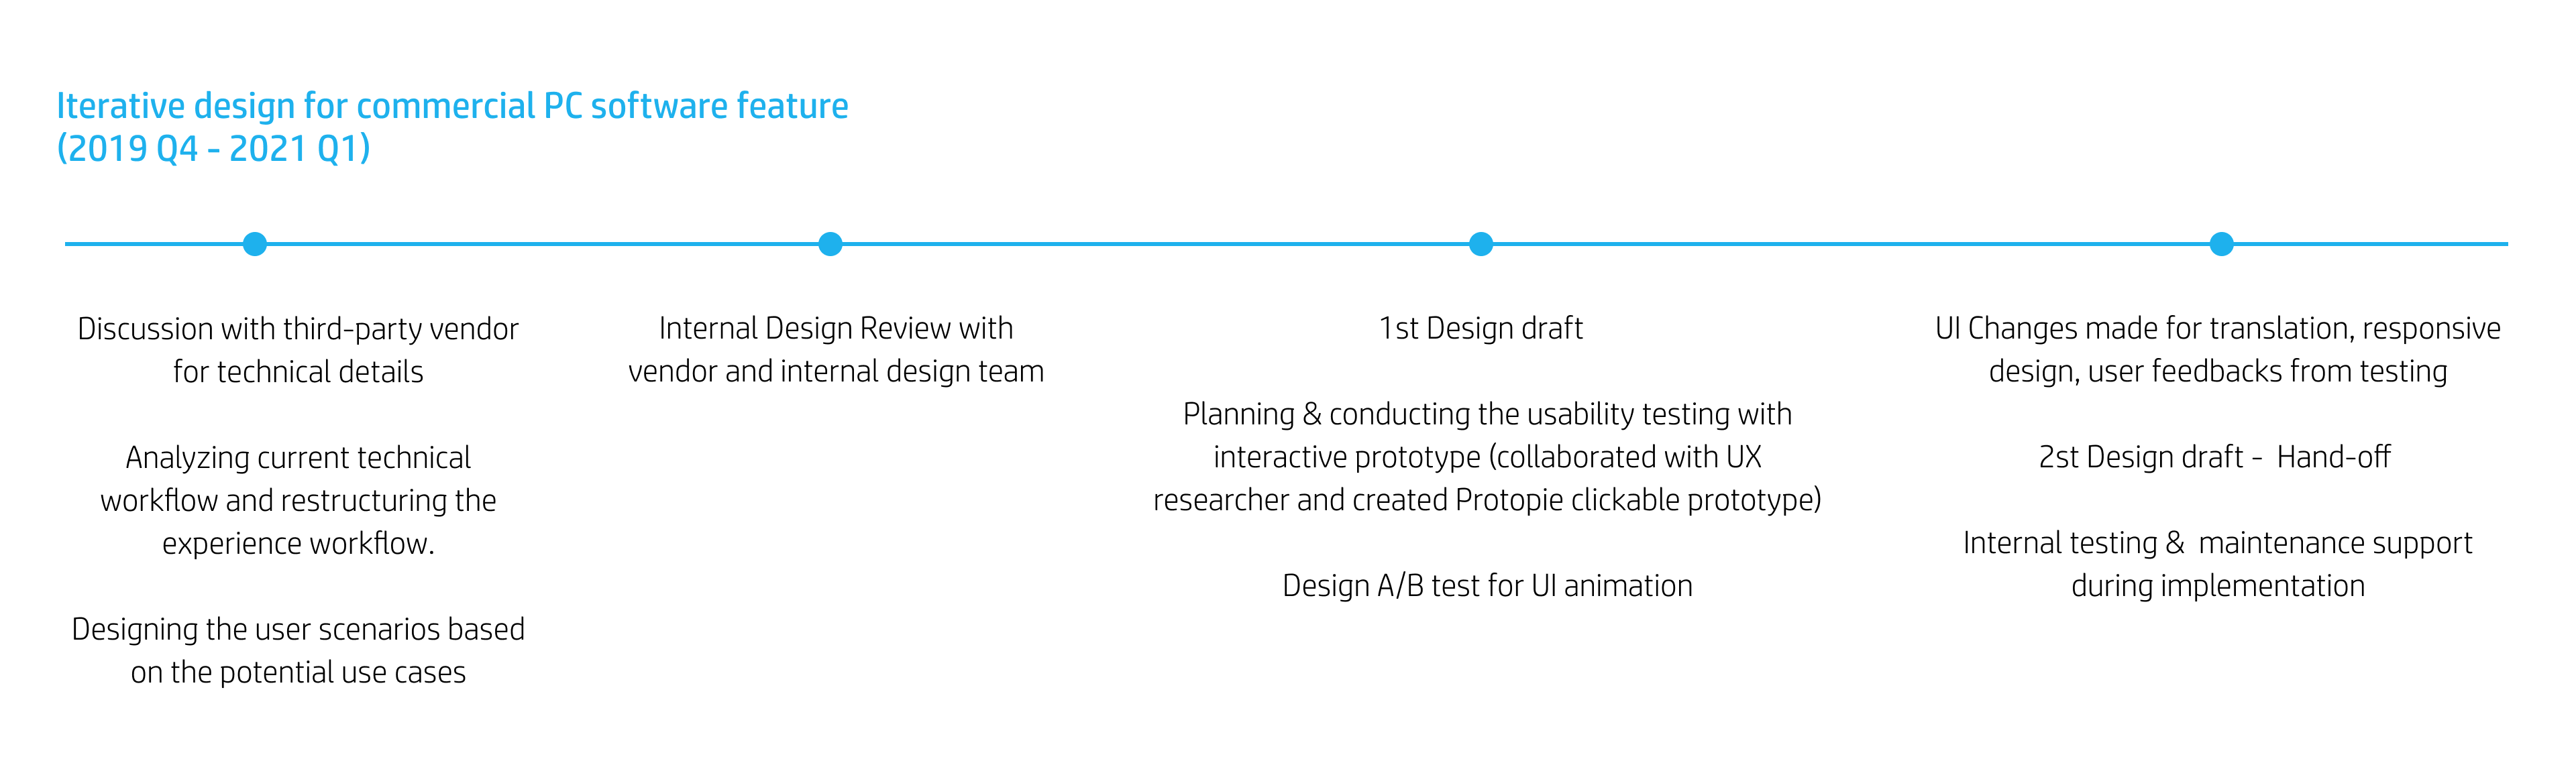 Iterative design for commercial PC software feature
(2019 Q4 - 2021 Q1)
Discussion with third-party vendor
for technical details
Analyzing current technical
workflow and restructuring the
experience workflow.
Designing the user scenarios based
on the potential use cases
Internal Design Review with
vendor and internal design team
1st Design draft
Planning & conducting the usability testing with
interactive prototype (collaborated with UX
researcher and created Protopie clickable prototype)
Design A/B test for UI animation
UI Changes made for translation, responsive
design, user feedbacks from testing
2st Design draft - Hand-off
Internal testing & maintenance support
during implementation